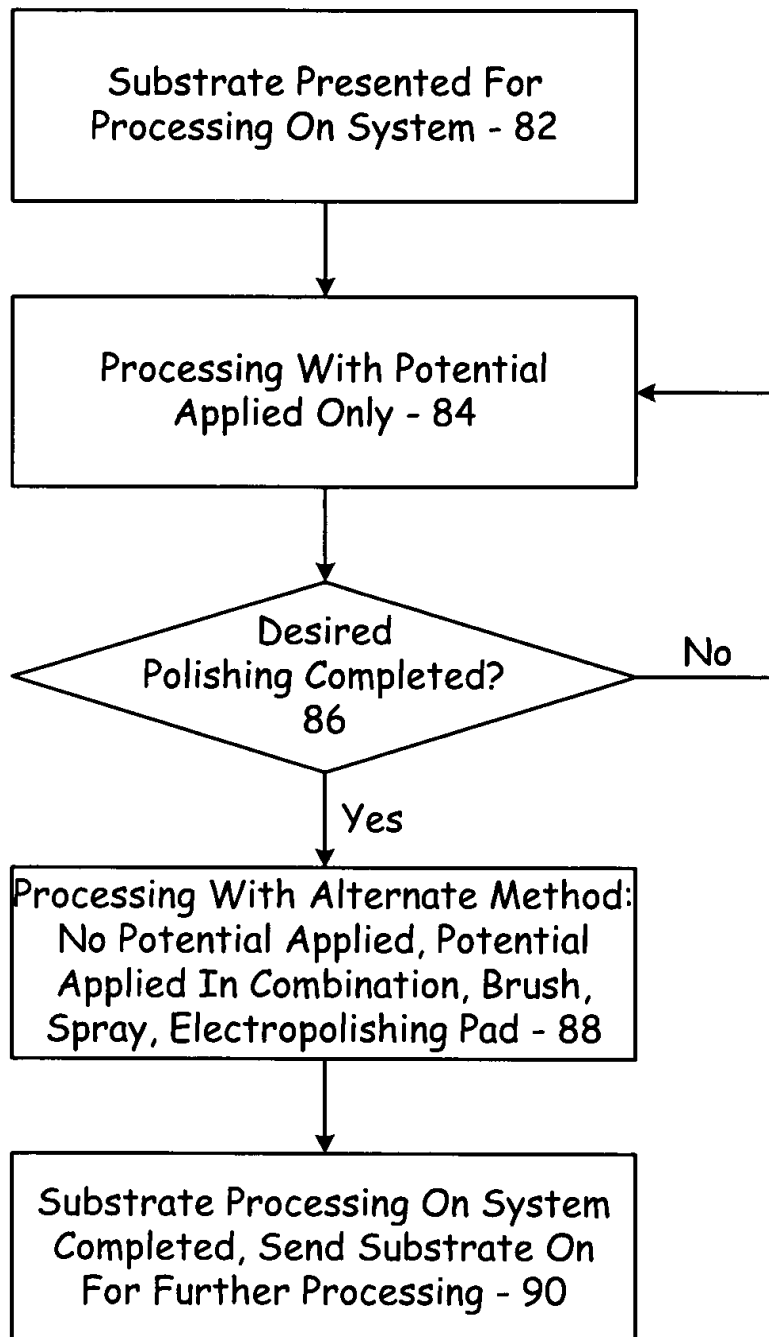 Substrate Presented For
Processing On System - 82
Processing With Potential
Applied Only - 84
Desired
Polishing Completed?
86
No
Yes
Processing With Alternate Method:
No Potential Applied, Potential
Applied In Combination, Brush,
Spray, Electropolishing Pad - 88
Substrate Processing On System
Completed, Send Substrate On
For Further Processing - 90